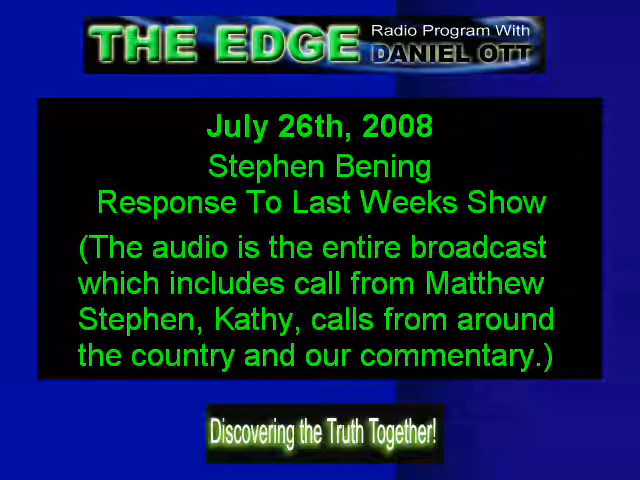 THE EDGE Radio Program With
DANIEL OTT
July 26th, 2008
Stephen Bening
Response To Last Weeks Show
(The audio is the entire broadcast
which includes call from Matthew
Stephen, Kathy, calls from around
the country and our commentary.)
Discovering the Truth Together!